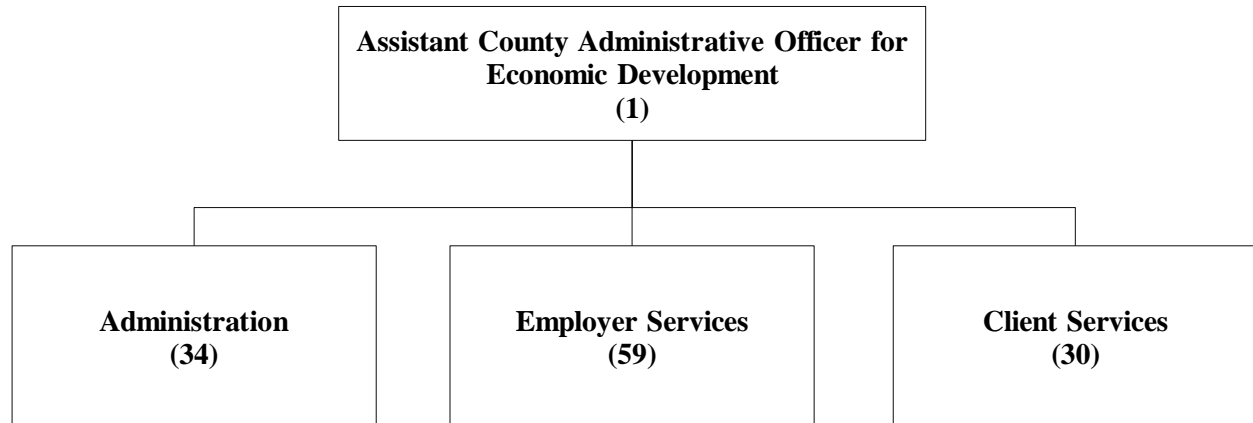 Assistant County Administrative Officer for
Economic Development
(1)
Administration
(34)
Employer Services
(59)
Client Services
(30)